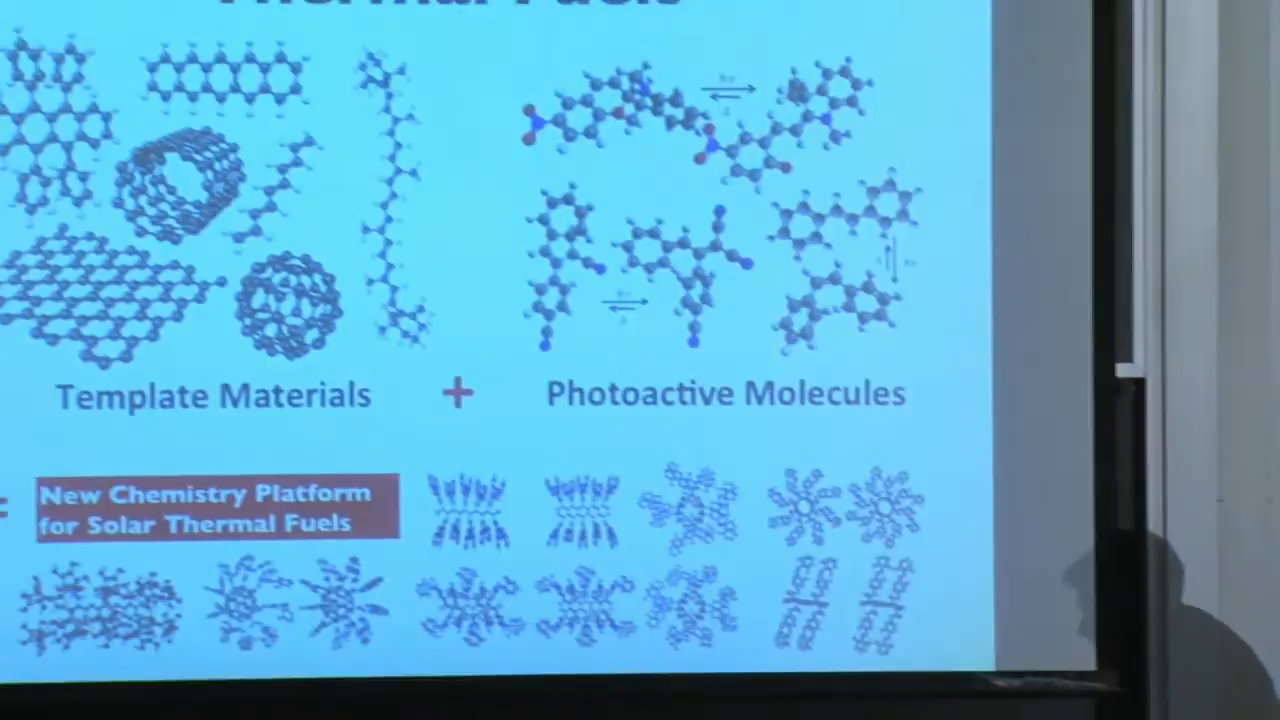 Thermal Fuels
Template Materials + Photoactive Molecules
= New Chemistry Platform
for Solar Thermal Fuels